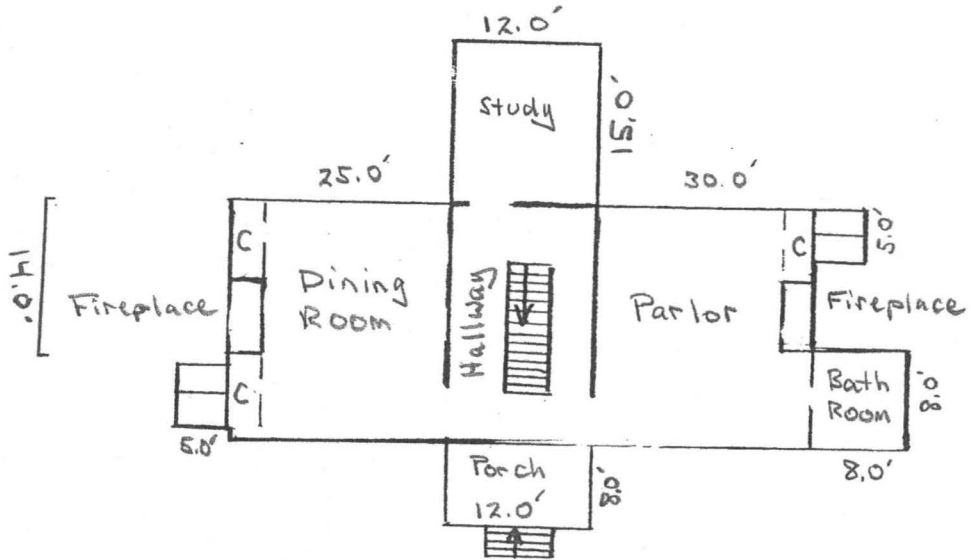 12.0'
Study
15.0'
25.0'
30.0'
C
C
5.0'
14.0'
Fireplace
Dining
Room
Hallway
Parlor
Fireplace
C
Bath
Room
8.0'
5.0'
8.0'
Porch
12.0'
8.0'